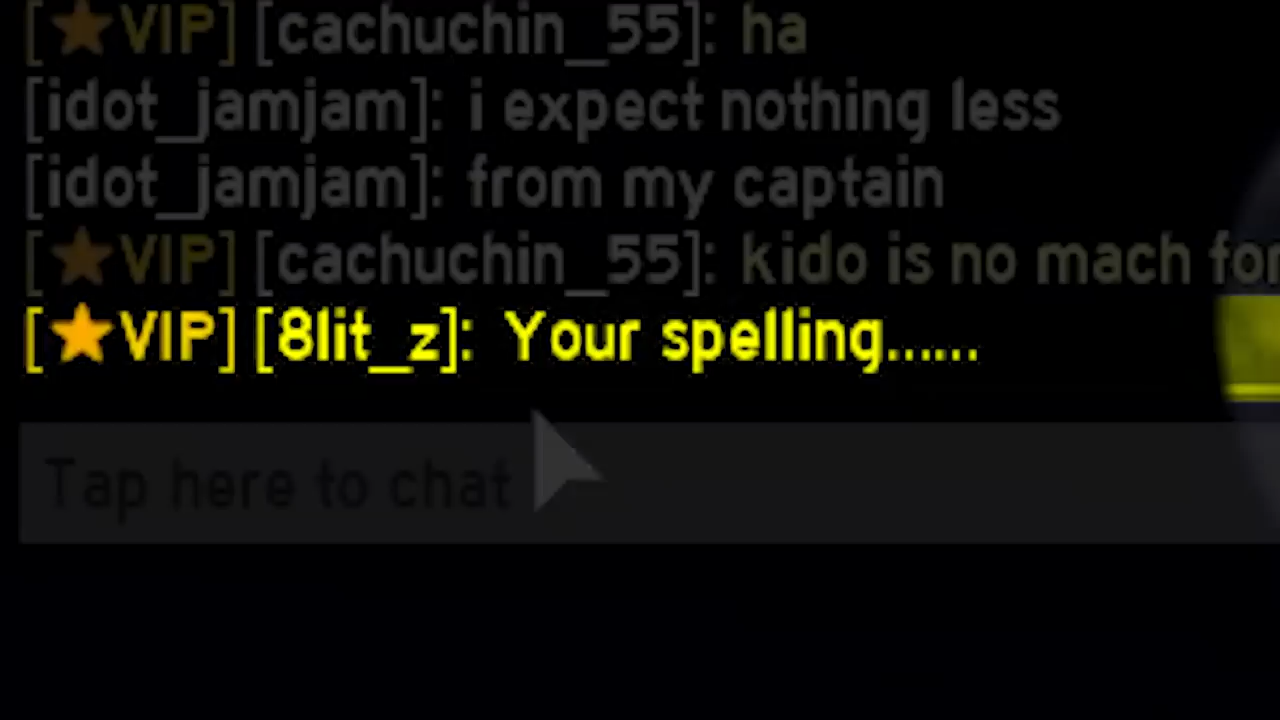 [★VIP] [cachuchin_55]: ha
[idot_jamjam]: i expect nothing less
[idot_jamjam]: from my captain
[★VIP] [cachuchin_55]: kido is no mach for
[★VIP] [8lit_z]: Your spelling......
Tap here to chat